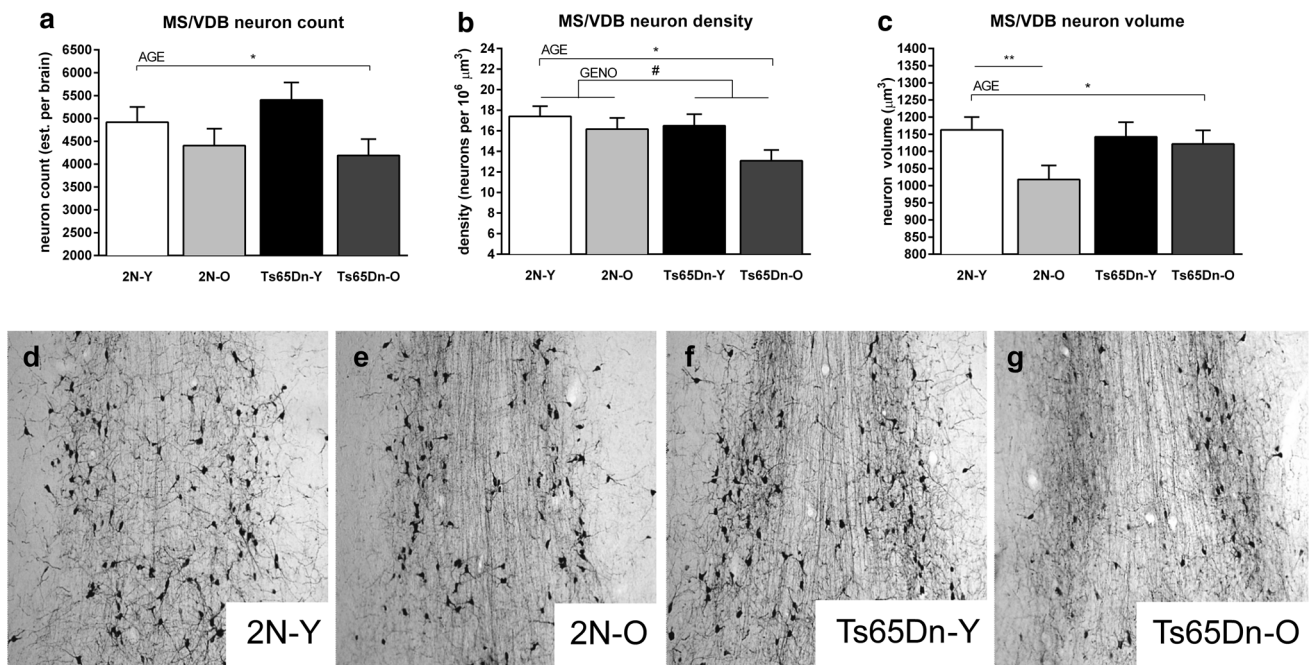 a
MS/VDB neuron count
neuron count (est. per brain)
6500
6000
5500
5000
4500
4000
3500
3000
2500
2000
AGE
*
2N-Y 2N-O Ts65Dn-Y Ts65Dn-O
b
MS/VDB neuron density
density (neurons per 10⁶ µm³)
24
22
20
18
16
14
12
10
8
6
4
AGE
*
GENO
#
2N-Y 2N-O Ts65Dn-Y Ts65Dn-O
c
MS/VDB neuron volume
neuron volume (µm³)
1400
1350
1300
1250
1200
1150
1100
1050
1000
950
900
850
800
**
AGE
*
2N-Y 2N-O Ts65Dn-Y Ts65Dn-O
d
2N-Y
e
2N-O
f
Ts65Dn-Y
g
Ts65Dn-O